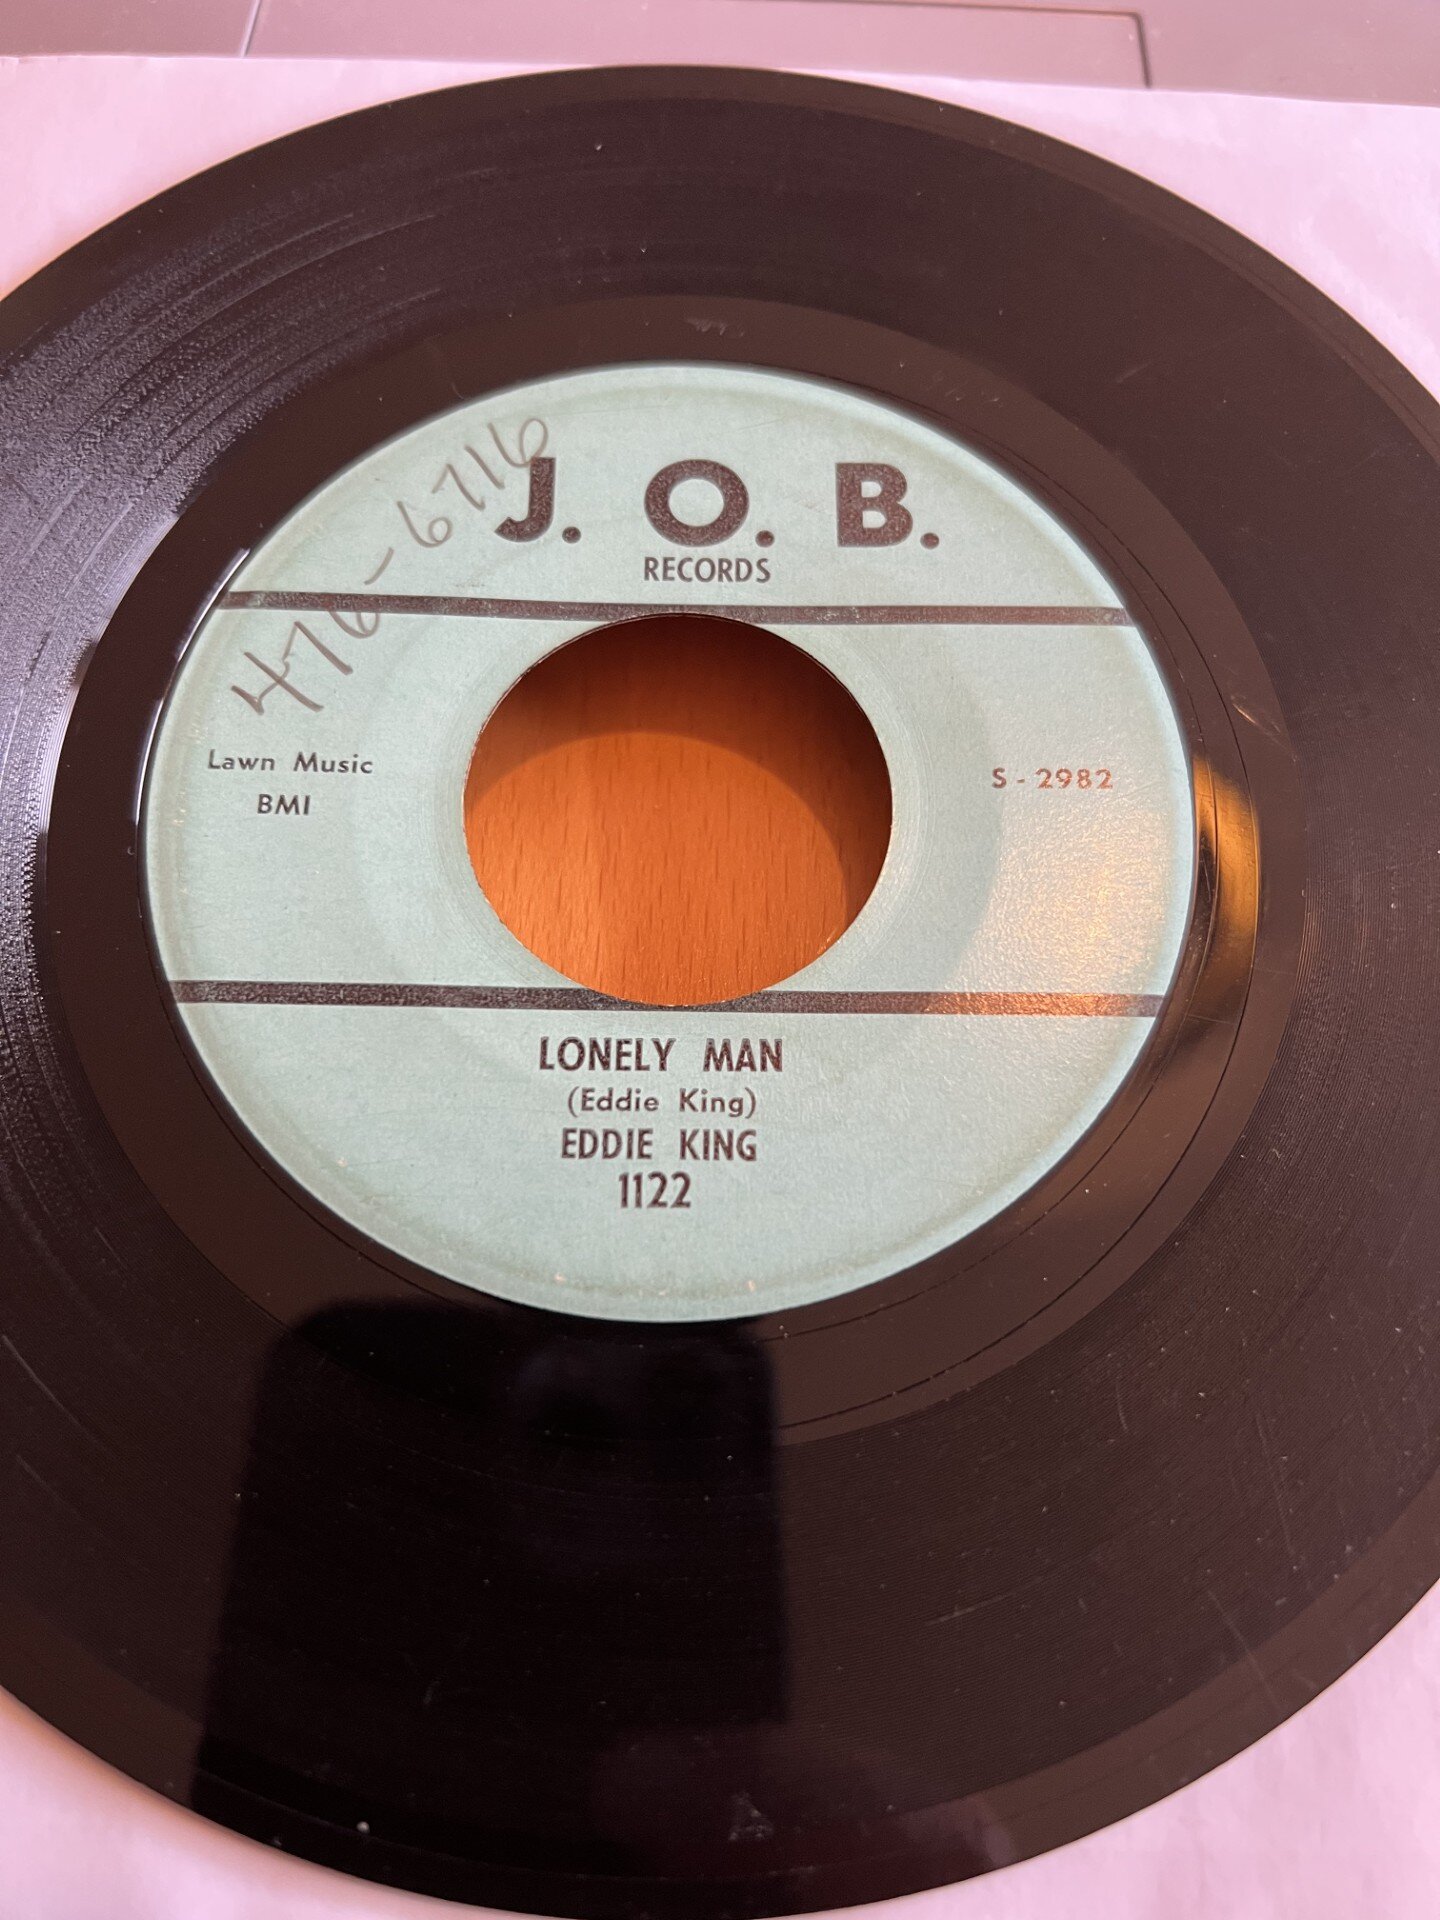 476-6716
J. O. B.
RECORDS
Lawn Music
BMI
S - 2982
LONELY MAN
(Eddie King)
EDDIE KING
1122